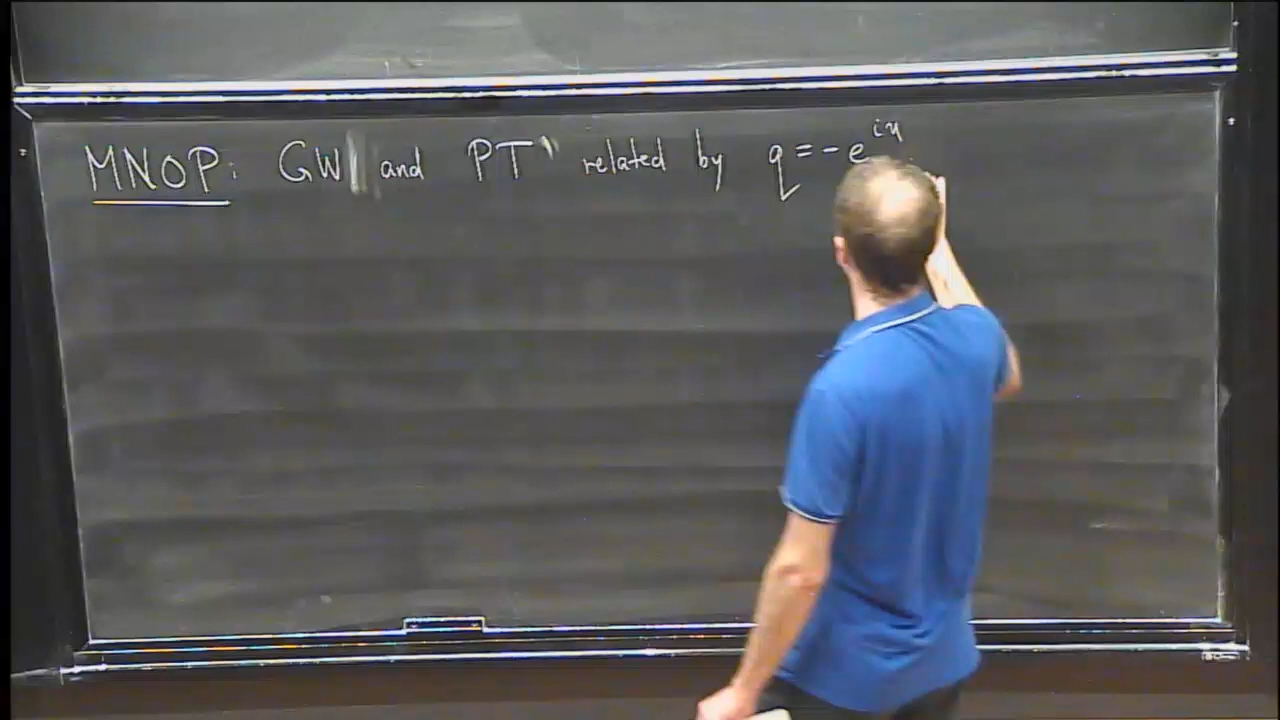 MNOP: GW and PT related by q = - e^{iu}